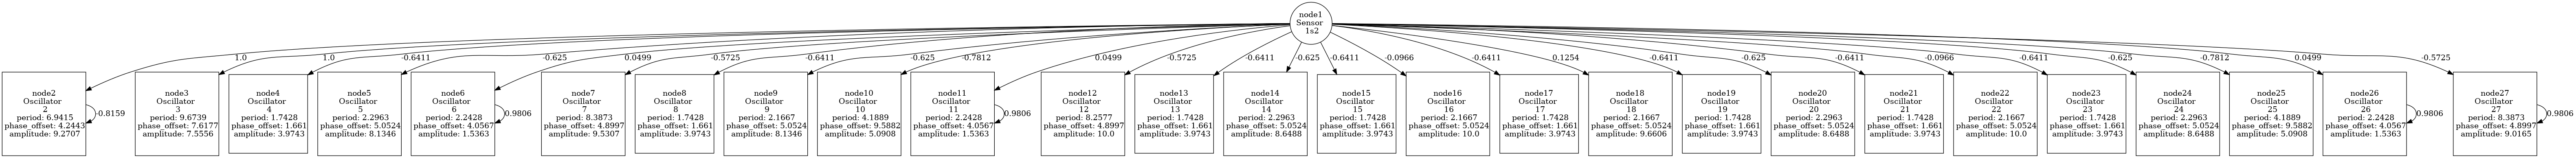 node1
Sensor
1s2
1.0
1.0
-0.6411
-0.625
0.0499
-0.5725
-0.6411
-0.625
-0.7812
0.0499
-0.5725
-0.6411
-0.625
-0.6411
-0.0966
-0.6411
0.1254
-0.6411
-0.625
-0.6411
-0.0966
-0.6411
-0.625
-0.7812
0.0499
-0.5725
node2
Oscillator
2
period: 6.9415
phase_offset: 4.2443
amplitude: 9.2707
-0.8159
node3
Oscillator
3
period: 9.6739
phase_offset: 7.6177
amplitude: 7.5556
node4
Oscillator
4
period: 1.7428
phase_offset: 1.661
amplitude: 3.9743
node5
Oscillator
5
period: 2.2963
phase_offset: 5.0524
amplitude: 8.1346
node6
Oscillator
6
period: 2.2428
phase_offset: 4.0567
amplitude: 1.5363
0.9806
node7
Oscillator
7
period: 8.3873
phase_offset: 4.8997
amplitude: 9.5307
node8
Oscillator
8
period: 1.7428
phase_offset: 1.661
amplitude: 3.9743
node9
Oscillator
9
period: 2.1667
phase_offset: 5.0524
amplitude: 8.1346
node10
Oscillator
10
period: 4.1889
phase_offset: 9.5882
amplitude: 5.0908
node11
Oscillator
11
period: 2.2428
phase_offset: 4.0567
amplitude: 1.5363
0.9806
node12
Oscillator
12
period: 8.2577
phase_offset: 4.8997
amplitude: 10.0
node13
Oscillator
13
period: 1.7428
phase_offset: 1.661
amplitude: 3.9743
node14
Oscillator
14
period: 2.2963
phase_offset: 5.0524
amplitude: 8.6488
node15
Oscillator
15
period: 1.7428
phase_offset: 1.661
amplitude: 3.9743
node16
Oscillator
16
period: 2.1667
phase_offset: 5.0524
amplitude: 10.0
node17
Oscillator
17
period: 1.7428
phase_offset: 1.661
amplitude: 3.9743
node18
Oscillator
18
period: 2.1667
phase_offset: 5.0524
amplitude: 9.6606
node19
Oscillator
19
period: 1.7428
phase_offset: 1.661
amplitude: 3.9743
node20
Oscillator
20
period: 2.2963
phase_offset: 5.0524
amplitude: 8.6488
node21
Oscillator
21
period: 1.7428
phase_offset: 1.661
amplitude: 3.9743
node22
Oscillator
22
period: 2.1667
phase_offset: 5.0524
amplitude: 10.0
node23
Oscillator
23
period: 1.7428
phase_offset: 1.661
amplitude: 3.9743
node24
Oscillator
24
period: 2.2963
phase_offset: 5.0524
amplitude: 8.6488
node25
Oscillator
25
period: 4.1889
phase_offset: 9.5882
amplitude: 5.0908
node26
Oscillator
26
period: 2.2428
phase_offset: 4.0567
amplitude: 1.5363
0.9806
node27
Oscillator
27
period: 8.3873
phase_offset: 4.8997
amplitude: 9.0165
0.9806